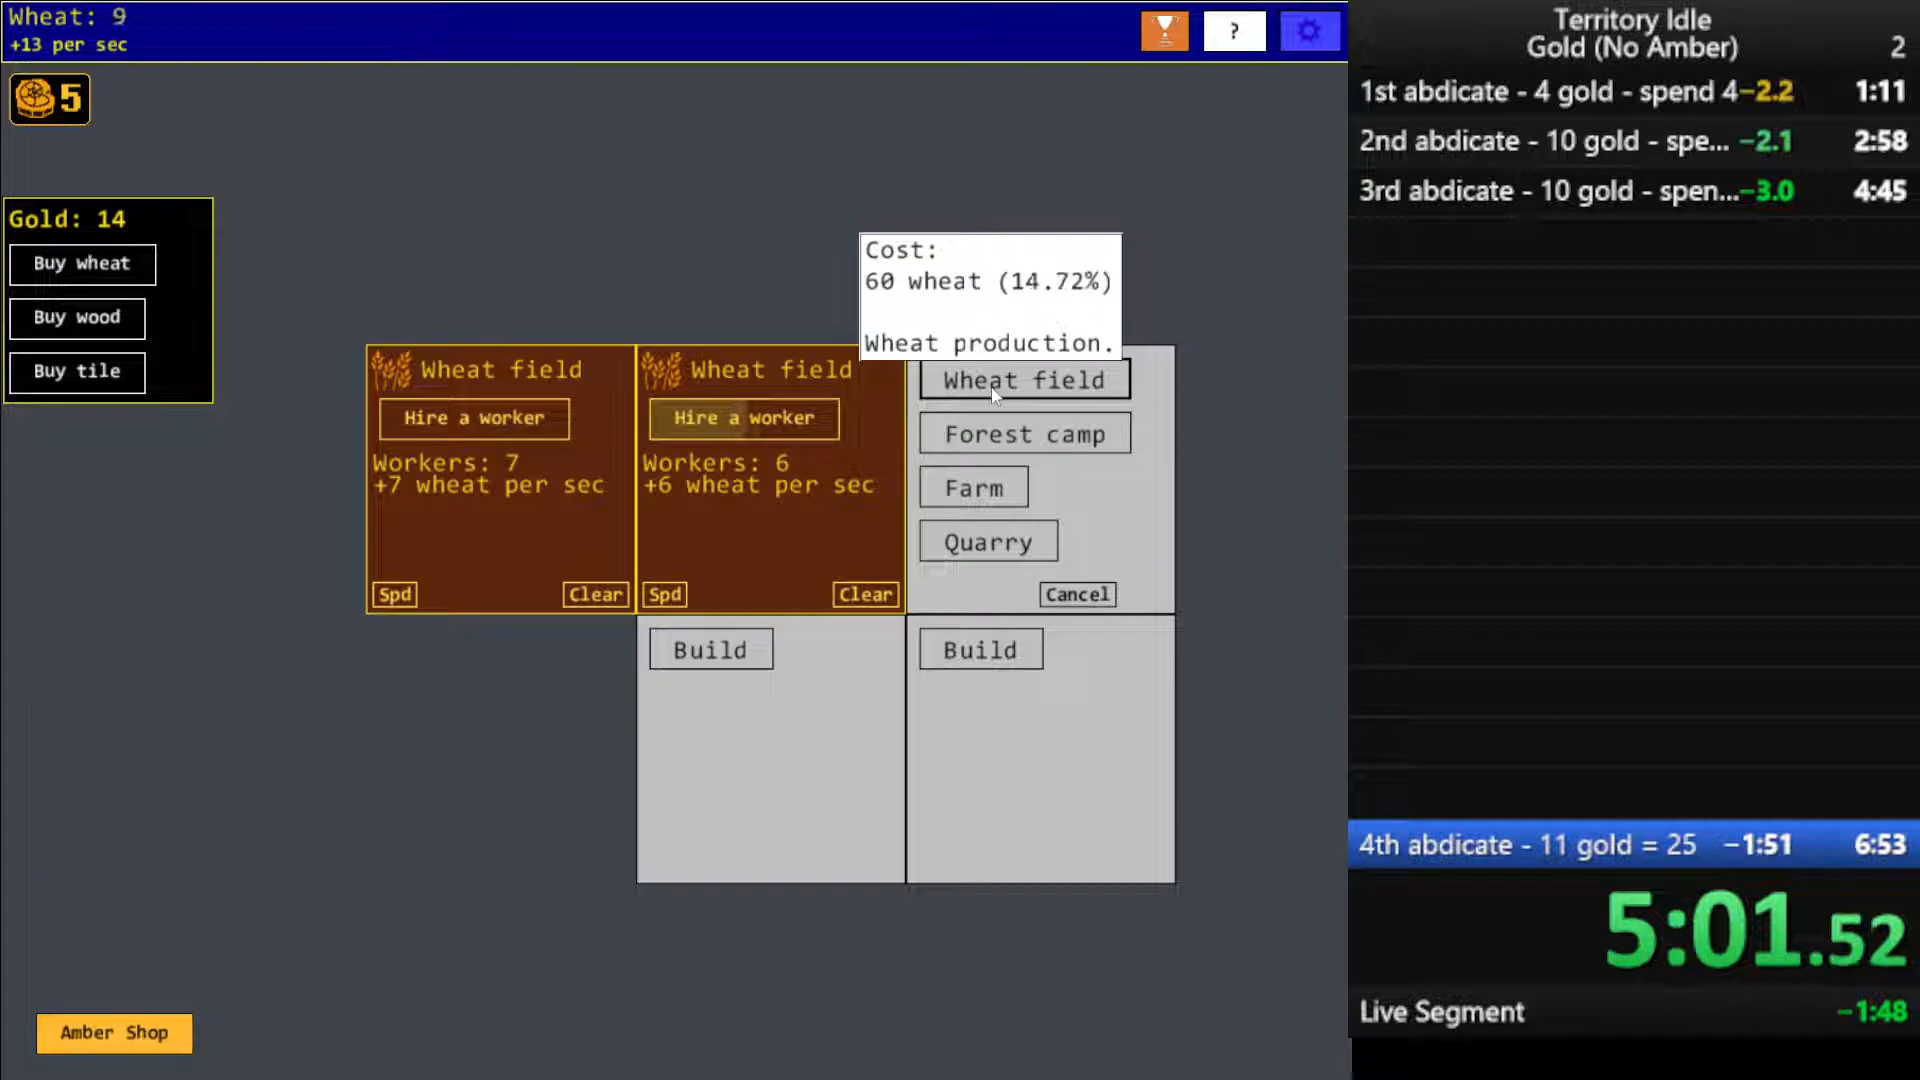 Wheat: 9
+13 per sec
?
5
Gold: 14
Buy wheat
Buy wood
Buy tile
Cost:
60 wheat (14.72%)
Wheat production.
Wheat field
Hire a worker
Workers: 7
+7 wheat per sec
Spd
Clear
Wheat field
Hire a worker
Workers: 6
+6 wheat per sec
Spd
Clear
Wheat field
Forest camp
Farm
Quarry
Cancel
Build
Build
Amber Shop
Territory Idle
Gold (No Amber)
2
1st abdicate - 4 gold - spend 4 −2.2 1:11
2nd abdicate - 10 gold - spe... −2.1 2:58
3rd abdicate - 10 gold - spen... −3.0 4:45
4th abdicate - 11 gold = 25 −1:51 6:53
5:01.52
Live Segment −1:48